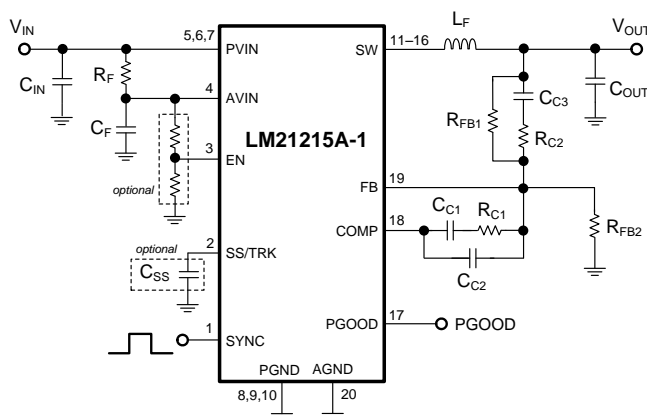 VIN
CIN
RF
CF
optional
optional
CSS
5,6,7
4
3
2
1
PVIN
AVIN
EN
SS/TRK
SYNC
LM21215A-1
SW
FB
COMP
PGOOD
PGND
AGND
8,9,10
20
11–16
19
18
17
LF
VOUT
COUT
CC3
RFB1
RC2
CC1
RC1
CC2
RFB2
PGOOD